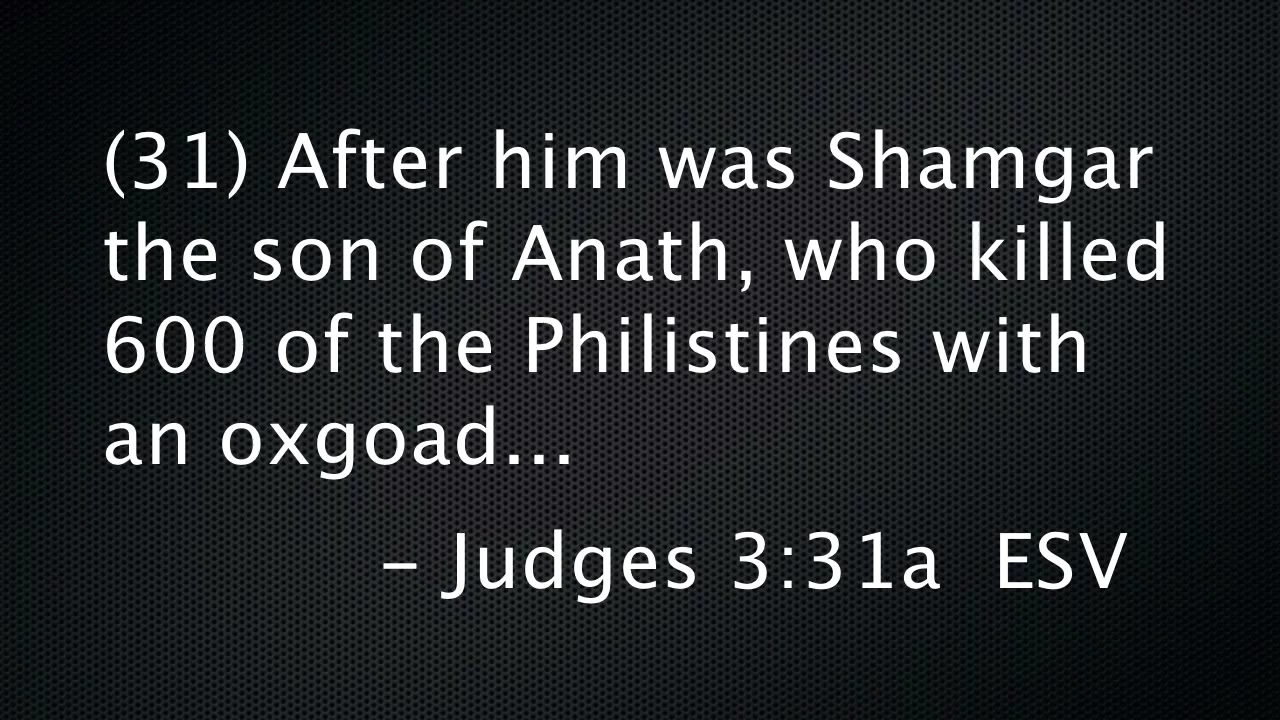 (31) After him was Shamgar
the son of Anath, who killed
600 of the Philistines with
an oxgoad...
– Judges 3:31a  ESV